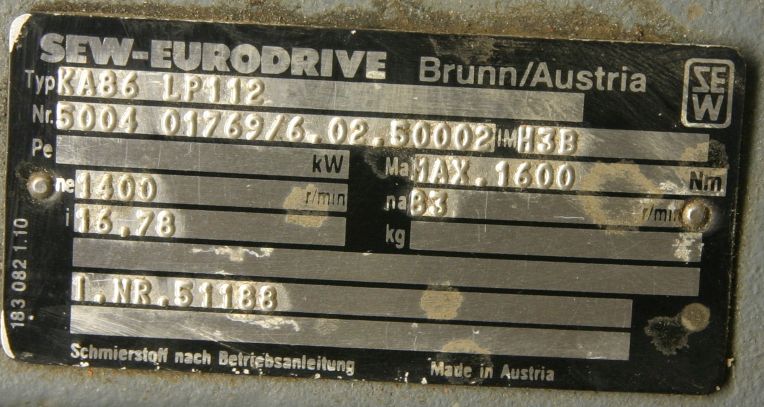 SEW-EURODRIVE Brunn/Austria SEW
Typ KA86 LP112
Nr. 5004 01769/6.02.50002 IM H3B
Pe kW Ma MAX.1600 Nm
ne 1400 r/min na 83 r/min
i 16,78 kg
I.NR.51188
Schmierstoff nach Betriebsanleitung Made in Austria
183 082 1.10